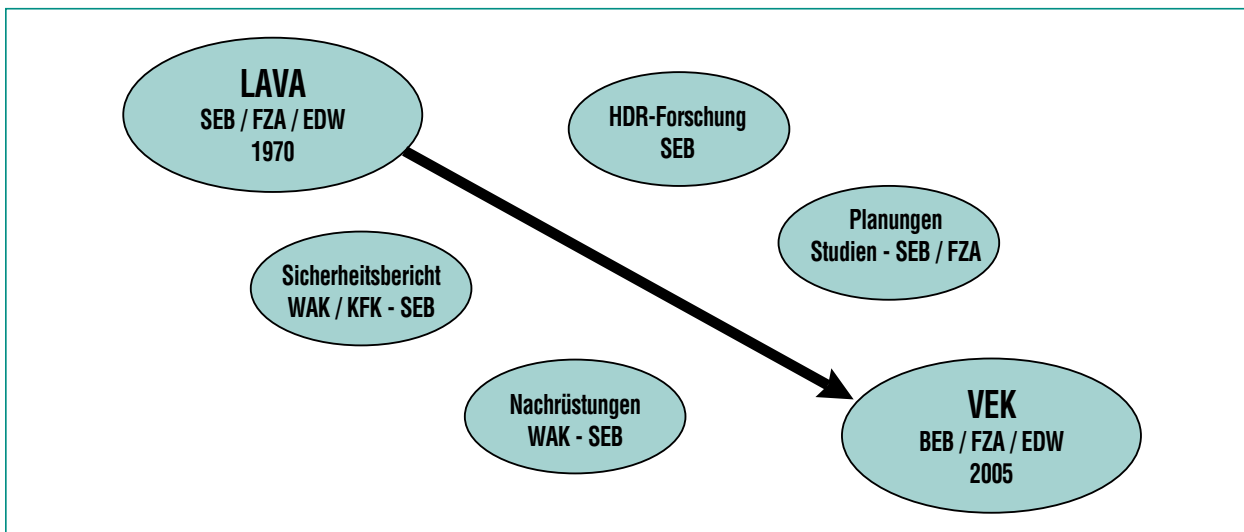 LAVA
SEB / FZA / EDW
1970
HDR-Forschung
SEB
Planungen
Studien - SEB / FZA
Sicherheitsbericht
WAK / KFK - SEB
Nachrüstungen
WAK - SEB
VEK
BEB / FZA / EDW
2005